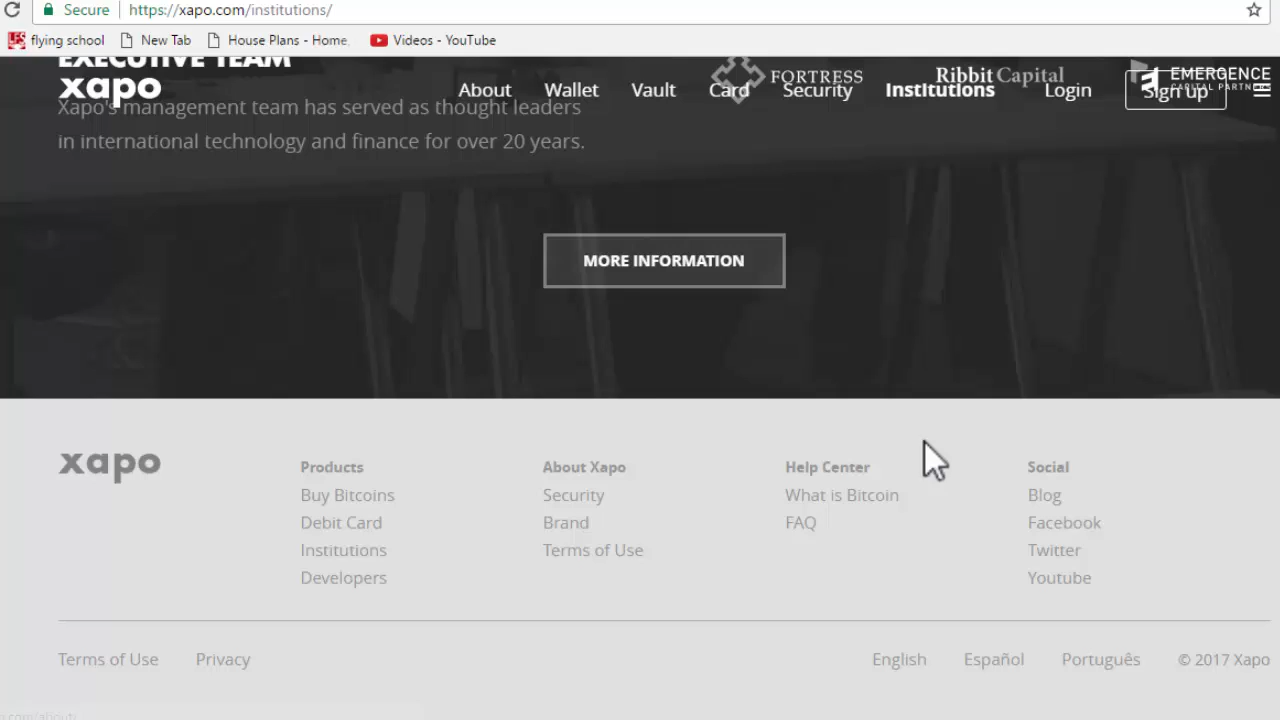 Secure https://xapo.com/institutions/
flying school New Tab House Plans - Home, Videos - YouTube
EXECUTIVE TEAM
xapo
About Wallet Vault Card Security Institutions Login Sign up
FORTRESS Ribbit Capital EMERGENCE
CAPITAL PARTNERS
Xapo's management team has served as thought leaders
in international technology and finance for over 20 years.
MORE INFORMATION
xapo
Products
Buy Bitcoins
Debit Card
Institutions
Developers
About Xapo
Security
Brand
Terms of Use
Help Center
What is Bitcoin
FAQ
Social
Blog
Facebook
Twitter
Youtube
Terms of Use Privacy English Español Português © 2017 Xapo